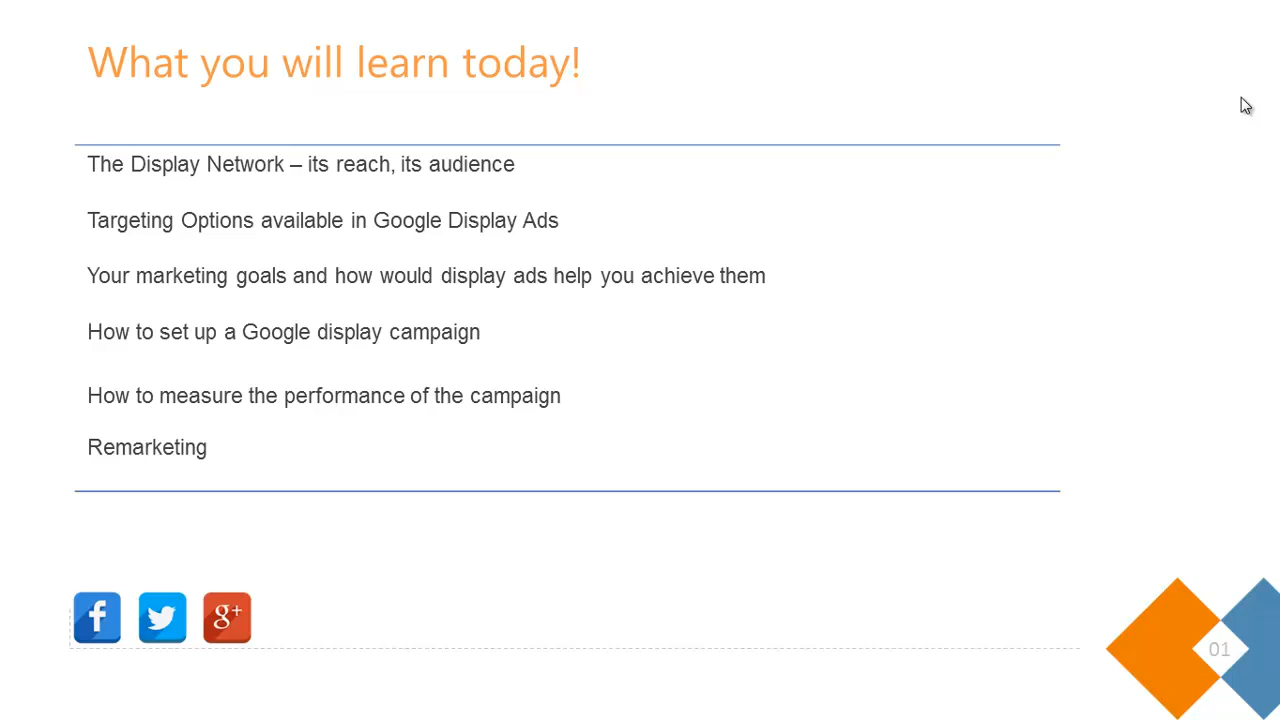 What you will learn today!
The Display Network – its reach, its audience
Targeting Options available in Google Display Ads
Your marketing goals and how would display ads help you achieve them
How to set up a Google display campaign
How to measure the performance of the campaign
Remarketing
f
g+
01